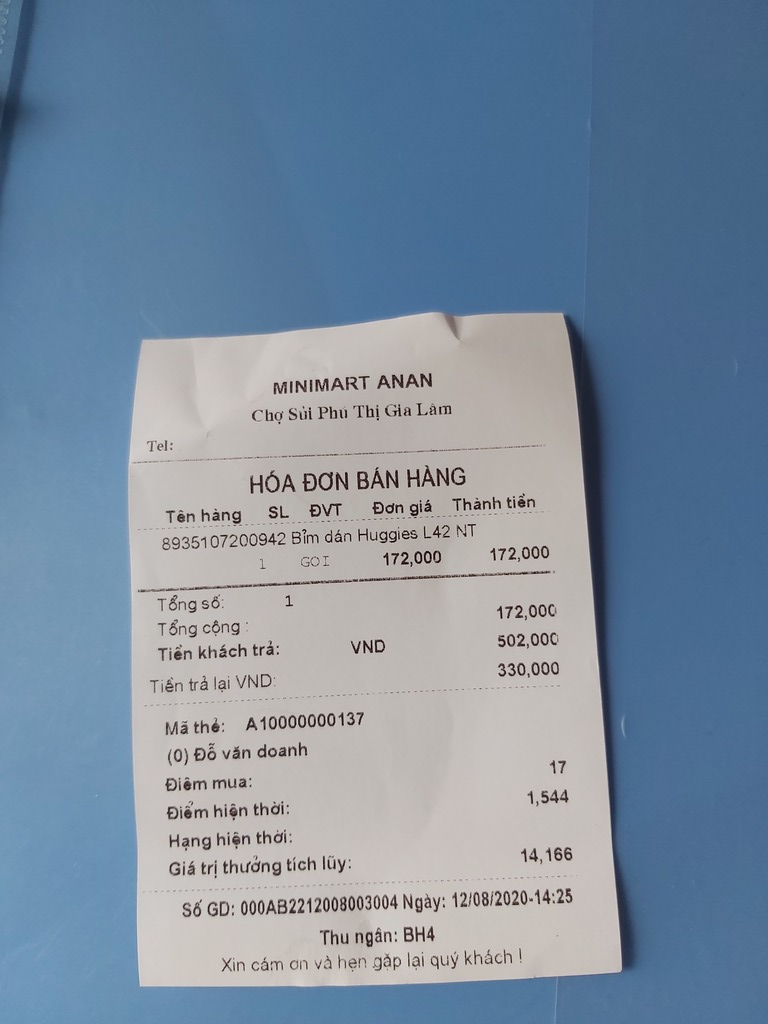 MINIMART ANAN
Chợ Sủi Phú Thị Gia Lâm
Tel:
HÓA ĐƠN BÁN HÀNG
Tên hàng SL ĐVT Đơn giá Thành tiền
8935107200942 Bỉm dán Huggies L42 NT
1 GOI 172,000 172,000
Tổng số: 1
Tổng cộng : 172,000
Tiền khách trả: VND 502,000
Tiền trả lại VND: 330,000
Mã thẻ: A10000000137
(0) Đỗ văn doanh
Điểm mua: 17
Điểm hiện thời: 1,544
Hạng hiện thời:
Giá trị thưởng tích lũy: 14,166
Số GD: 000AB2212008003004 Ngày: 12/08/2020-14:25
Thu ngân: BH4
Xin cám ơn và hẹn gặp lại quý khách !